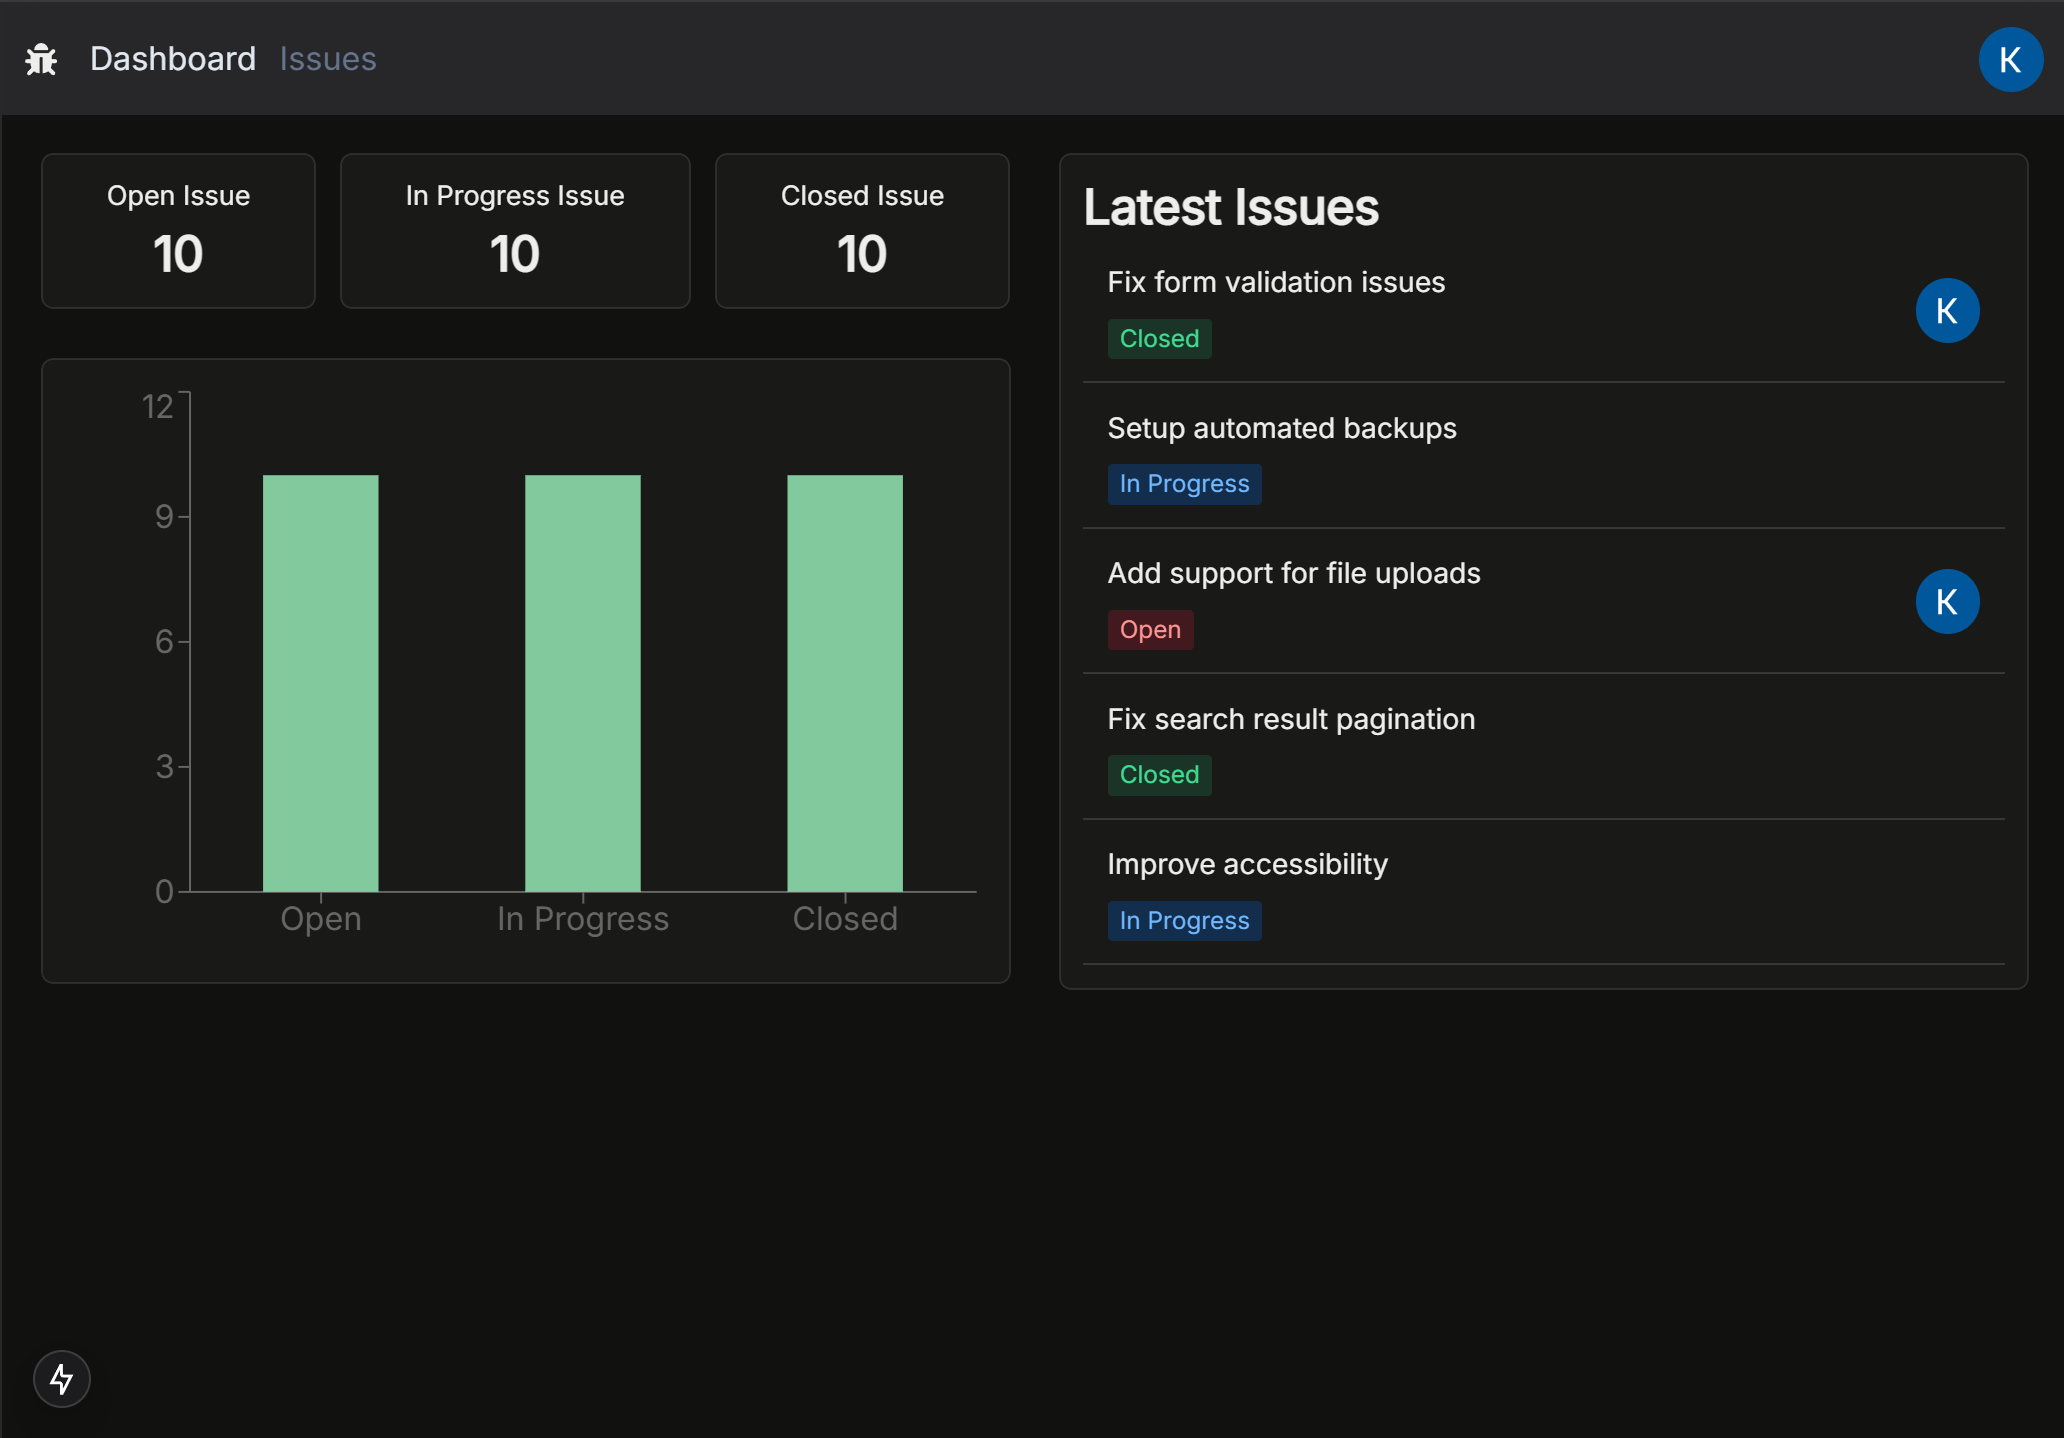 Dashboard Issues
K
Open Issue
10
In Progress Issue
10
Closed Issue
10
12
9
6
3
0
Open In Progress Closed
Latest Issues
Fix form validation issues
Closed
K
Setup automated backups
In Progress
Add support for file uploads
Open
K
Fix search result pagination
Closed
Improve accessibility
In Progress